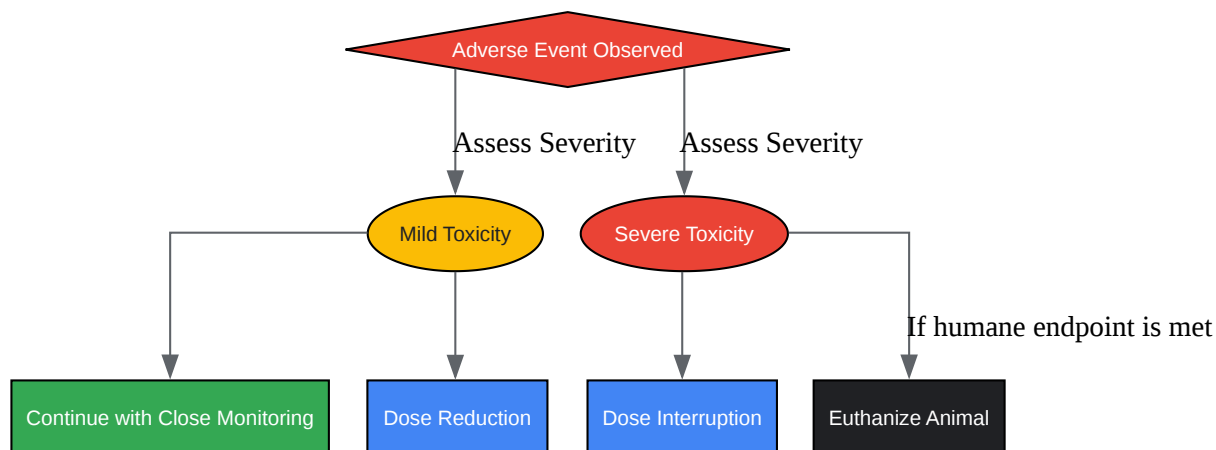 Adverse Event Observed
Assess Severity
Assess Severity
Mild Toxicity
Severe Toxicity
If humane endpoint is met
Continue with Close Monitoring
Dose Reduction
Dose Interruption
Euthanize Animal